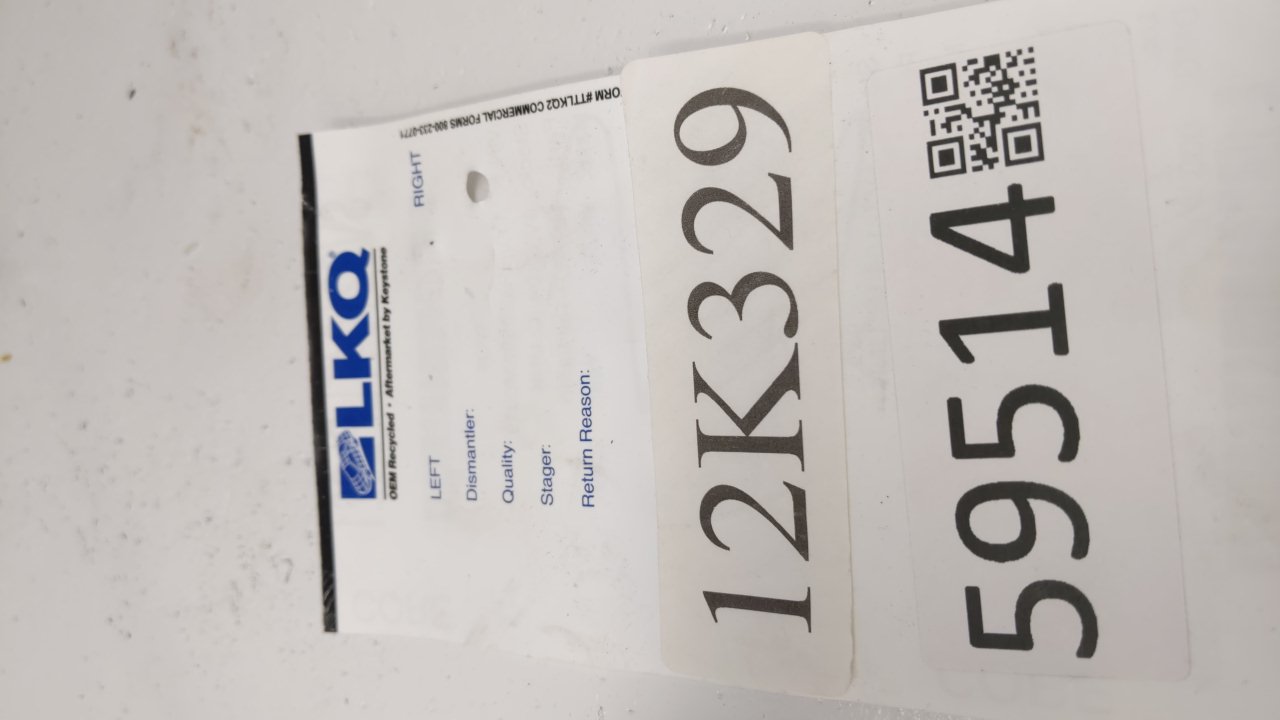 LKQ
OEM Recycled • Aftermarket by Keystone
LEFT RIGHT
Dismantler:
Quality:
Stager:
Return Reason:
ORM #TTLKQ2 COMMERCIAL FORMS 800-233-0771
12K329
59514